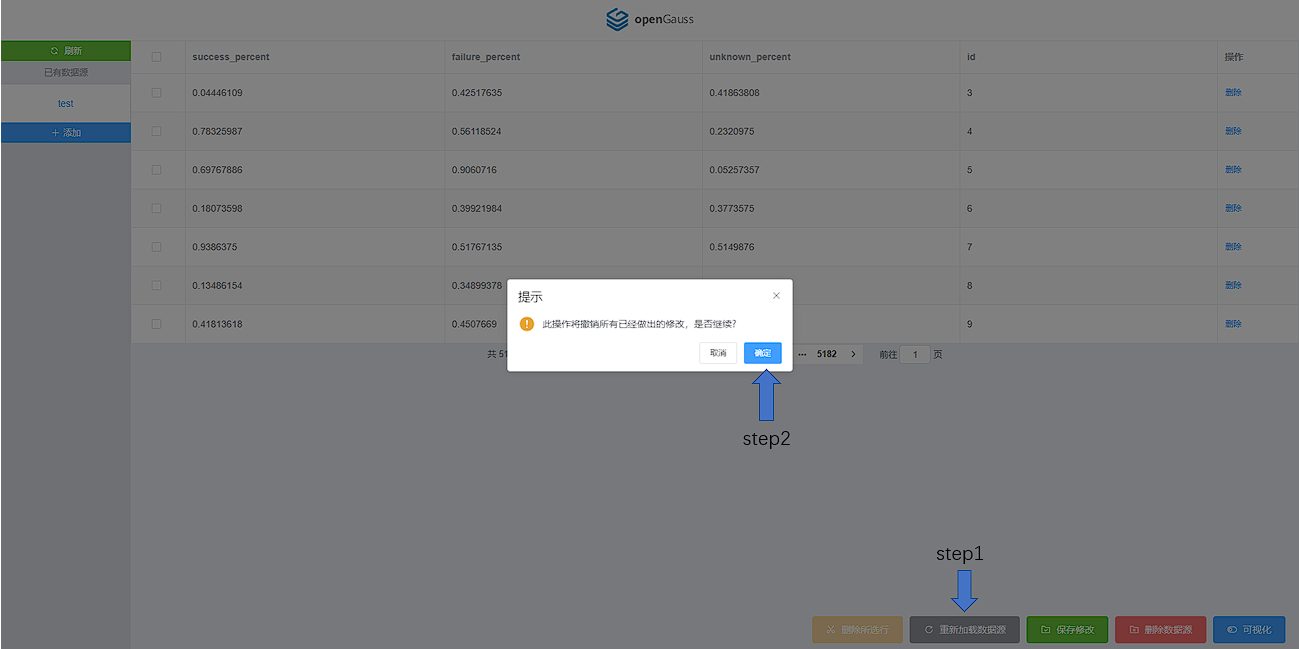 openGauss
刷新
已有数据源
test
添加
success_percent failure_percent unknown_percent id 操作
0.04446109 0.42517635 0.41863808 3 删除
0.78325987 0.56118524 0.2320975 4 删除
0.69767886 0.9060716 0.05257357 5 删除
0.18073598 0.39921984 0.3773575 6 删除
0.9386375 0.51767135 0.5149876 7 删除
0.13486154 0.34899378 8 删除
0.41813618 0.4507669 9 删除
提示
此操作将撤销所有已经做出的修改，是否继续?
取消 确定
共 51 ... 5182 前往 1 页
step2
step1
删除所选行 重新加载数据源 保存修改 删除数据源 可视化